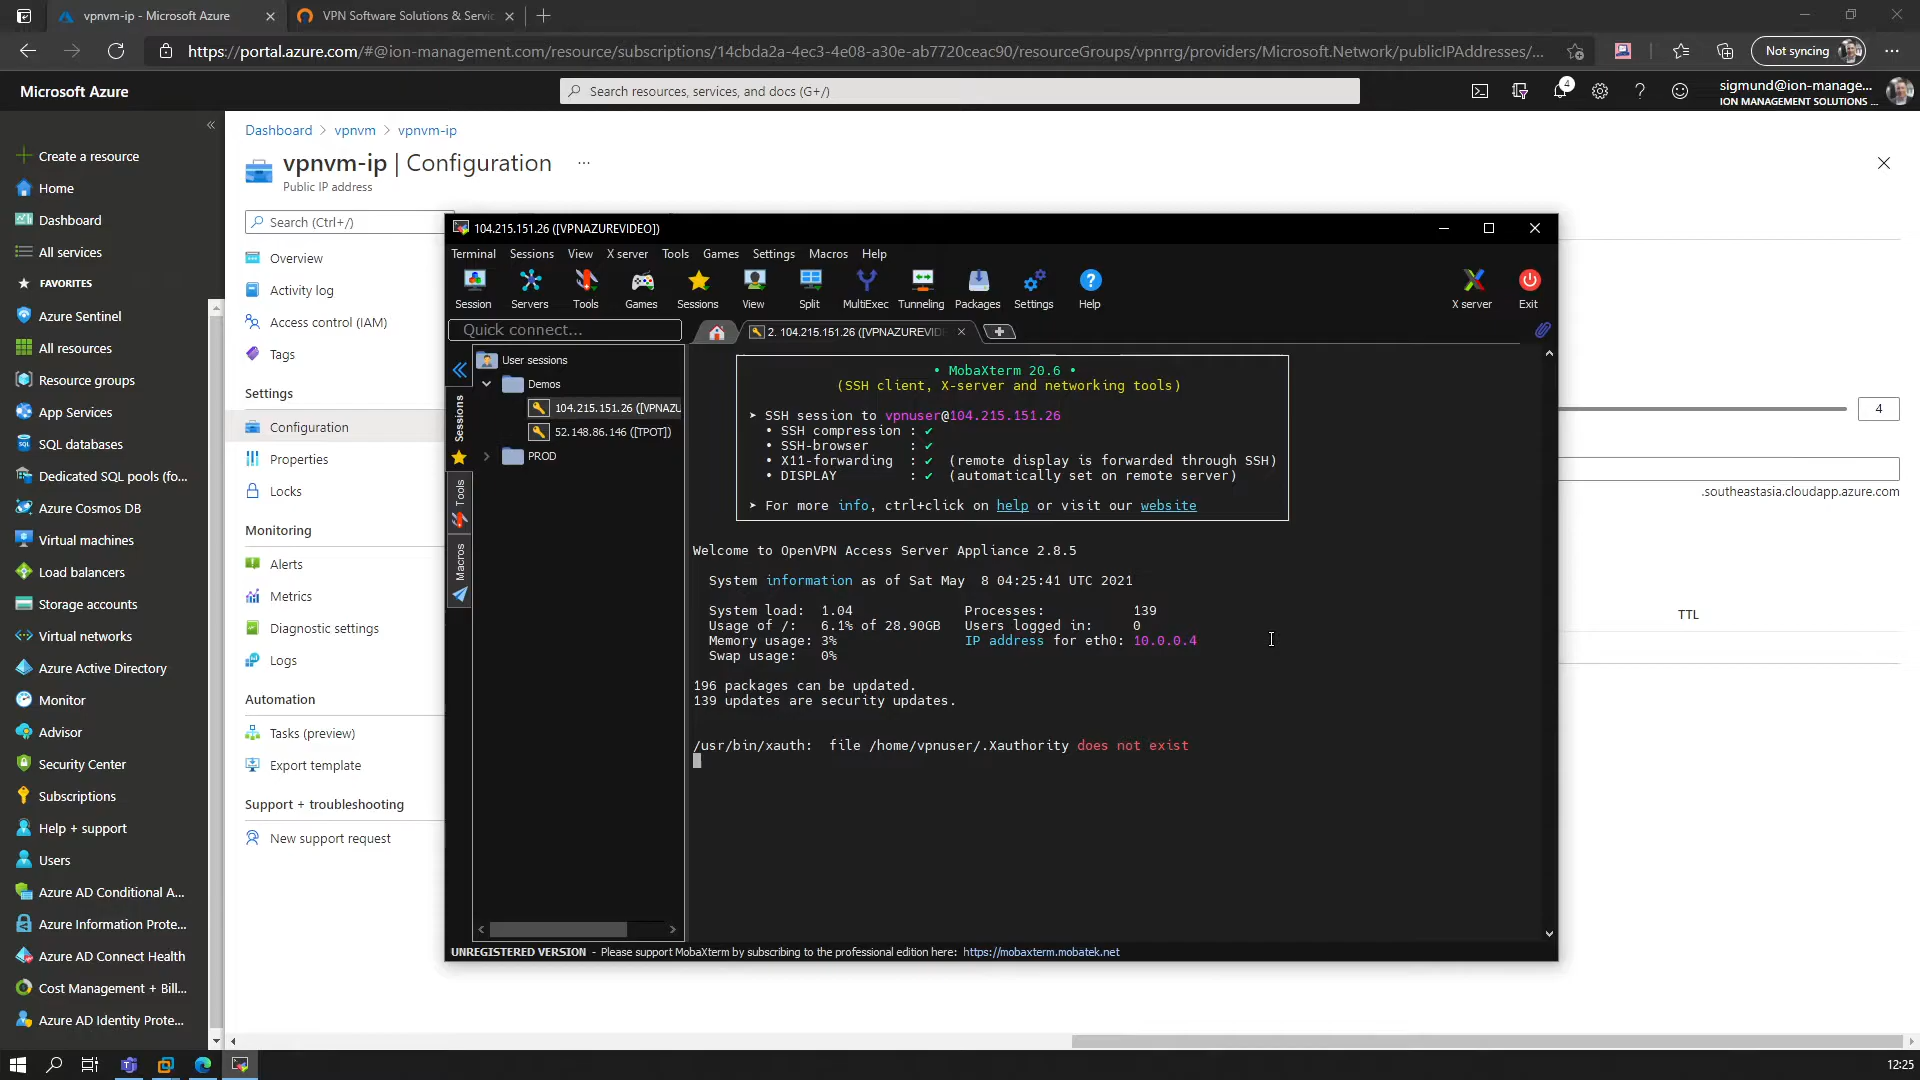 vpnvm-ip - Microsoft Azure
VPN Software Solutions & Servic
https://portal.azure.com/#@ion-management.com/resource/subscriptions/14cbda2a-4ec3-4e08-a30e-ab7720ceac90/resourceGroups/vpnrrg/providers/Microsoft.Network/publicIPAddresses/...
Not syncing
Microsoft Azure
Search resources, services, and docs (G+/)
4
sigmund@ion-manage...
ION MANAGEMENT SOLUTIONS ...
Create a resource
Home
Dashboard
All services
FAVORITES
Azure Sentinel
All resources
Resource groups
App Services
SQL databases
Dedicated SQL pools (fo...
Azure Cosmos DB
Virtual machines
Load balancers
Storage accounts
Virtual networks
Azure Active Directory
Monitor
Advisor
Security Center
Subscriptions
Help + support
Users
Azure AD Conditional A...
Azure Information Prote...
Azure AD Connect Health
Cost Management + Bill...
Azure AD Identity Prote...
Dashboard > vpnvm > vpnvm-ip
vpnvm-ip | Configuration ...
Public IP address
Search (Ctrl+/)
Overview
Activity log
Access control (IAM)
Tags
Settings
Configuration
Properties
Locks
Monitoring
Alerts
Metrics
Diagnostic settings
Logs
Automation
Tasks (preview)
Export template
Support + troubleshooting
New support request
4
.southeastasia.cloudapp.azure.com
TTL
104.215.151.26 ([VPNAZUREVIDEO])
Terminal Sessions View X server Tools Games Settings Macros Help
Session Servers Tools Games Sessions View Split MultiExec Tunneling Packages Settings Help X server Exit
Quick connect...
2. 104.215.151.26 ([VPNAZUREVIDE
Sessions
Tools
Macros
User sessions
Demos
104.215.151.26 ([VPNAZU
52.148.86.146 ([TPOT])
PROD
• MobaXterm 20.6 •
(SSH client, X-server and networking tools)
➤ SSH session to vpnuser@104.215.151.26
• SSH compression : ✔
• SSH-browser : ✔
• X11-forwarding : ✔ (remote display is forwarded through SSH)
• DISPLAY : ✔ (automatically set on remote server)
➤ For more info, ctrl+click on help or visit our website
Welcome to OpenVPN Access Server Appliance 2.8.5
System information as of Sat May 8 04:25:41 UTC 2021
System load: 1.04 Processes: 139
Usage of /: 6.1% of 28.90GB Users logged in: 0
Memory usage: 3% IP address for eth0: 10.0.0.4
Swap usage: 0%
196 packages can be updated.
139 updates are security updates.
/usr/bin/xauth: file /home/vpnuser/.Xauthority does not exist
UNREGISTERED VERSION - Please support MobaXterm by subscribing to the professional edition here: https://mobaxterm.mobatek.net
12:25